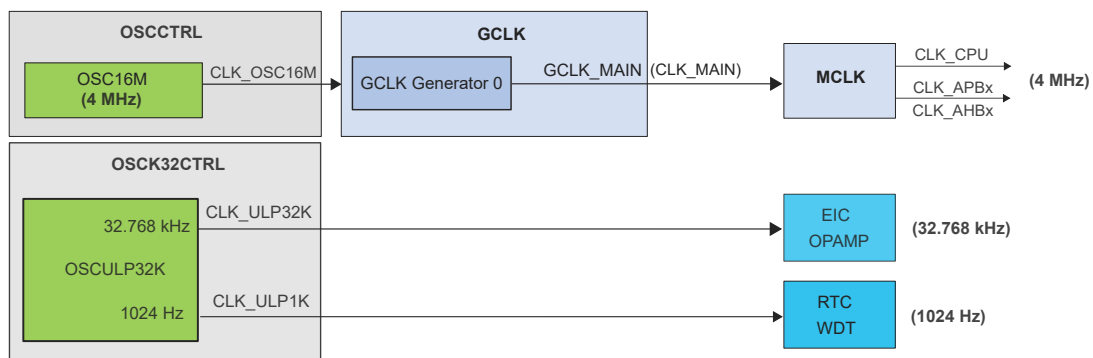 OSCCTRL
OSC16M
(4 MHz)
CLK_OSC16M
GCLK
GCLK Generator 0
GCLK_MAIN (CLK_MAIN)
MCLK
CLK_CPU
CLK_APBx
CLK_AHBx
(4 MHz)
OSCK32CTRL
32.768 kHz
OSCULP32K
1024 Hz
CLK_ULP32K
EIC
OPAMP
(32.768 kHz)
CLK_ULP1K
RTC
WDT
(1024 Hz)